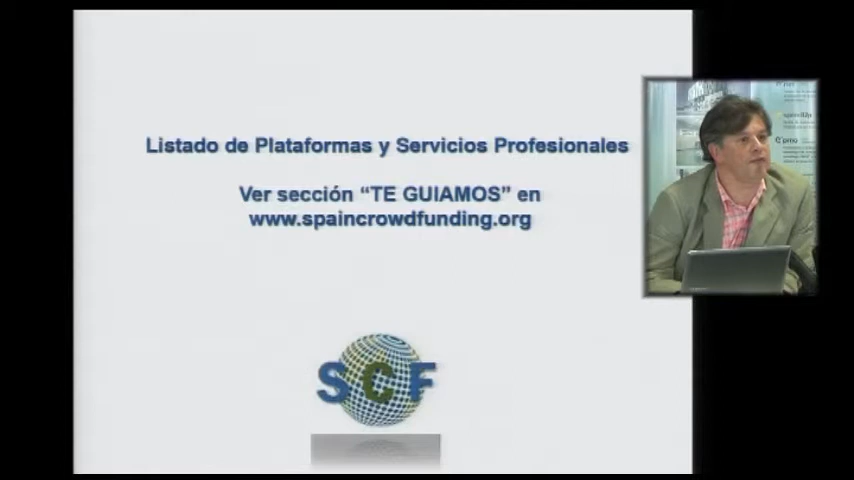 Listado de Plataformas y Servicios Profesionales
Ver sección “TE GUIAMOS” en
www.spaincrowdfunding.org
SCF